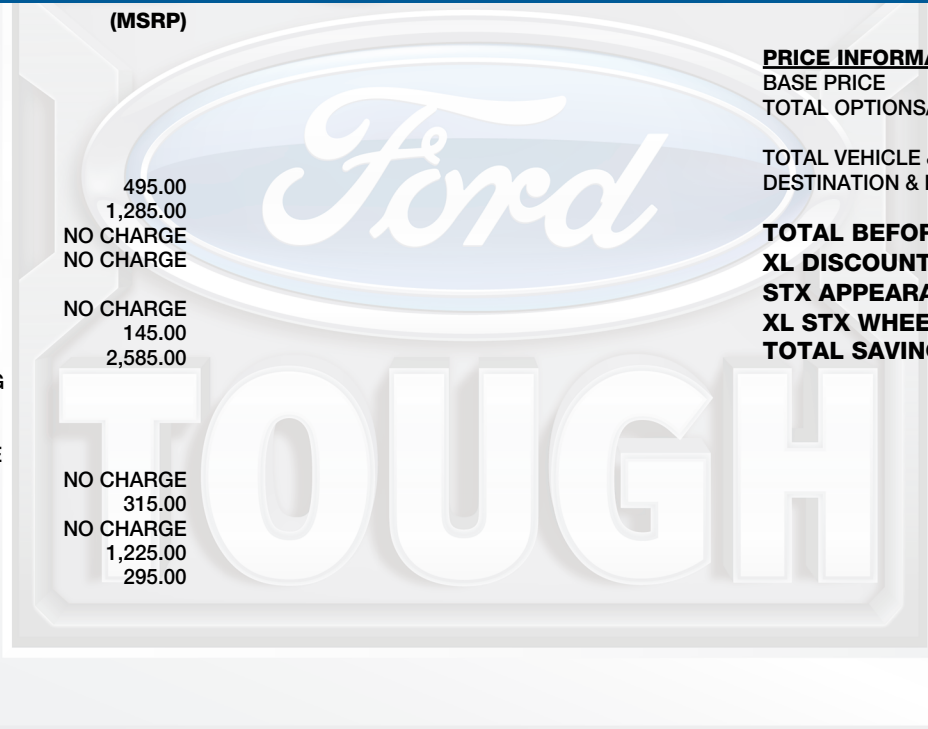 (MSRP)
495.00
1,285.00
NO CHARGE
NO CHARGE
NO CHARGE
145.00
2,585.00
NO CHARGE
315.00
NO CHARGE
1,225.00
295.00
PRICE INFORMA
BASE PRICE
TOTAL OPTIONS
TOTAL VEHICLE
DESTINATION &
TOTAL BEFOR
XL DISCOUNT
STX APPEARA
XL STX WHEE
TOTAL SAVIN
Ford
TOUGH